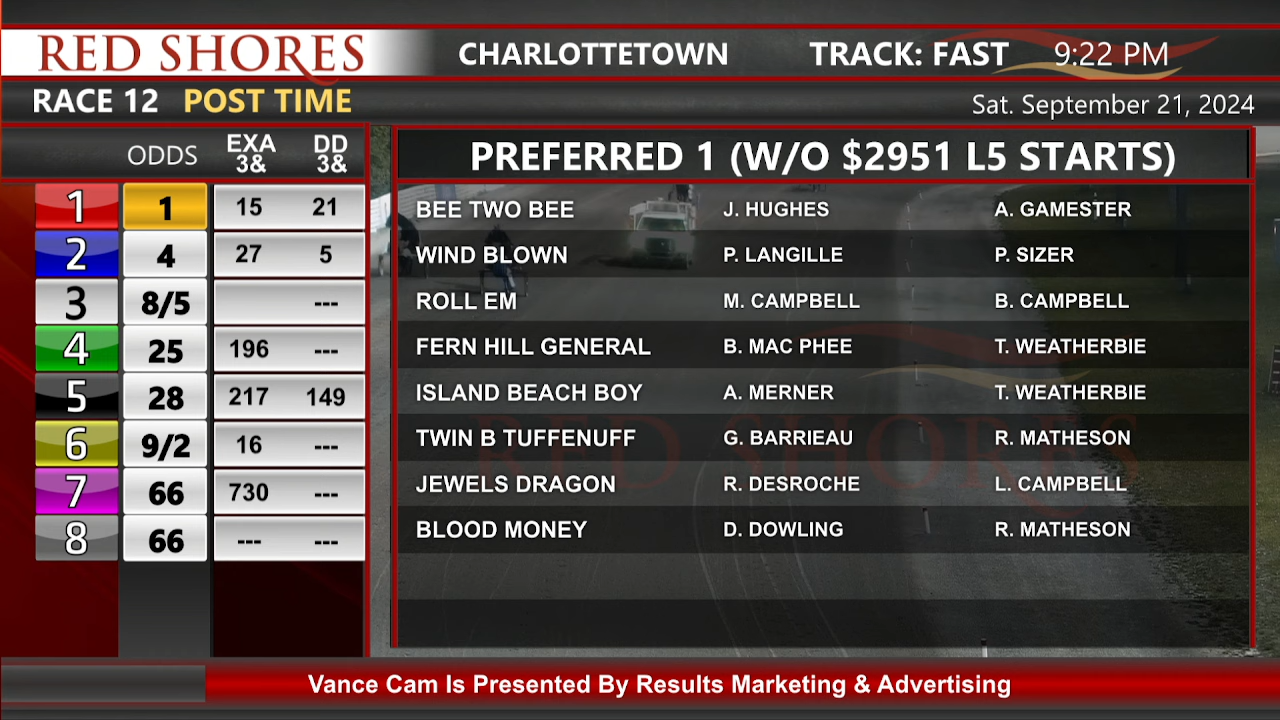 RED SHORES CHARLOTTETOWN TRACK: FAST 9:22 PM
RACE 12 POST TIME Sat. September 21, 2024
ODDS EXA 3& DD 3&
PREFERRED 1 (W/O $2951 L5 STARTS)
1 1 15 21 BEE TWO BEE J. HUGHES A. GAMESTER
2 4 27 5 WIND BLOWN P. LANGILLE P. SIZER
3 8/5 --- ROLL EM M. CAMPBELL B. CAMPBELL
4 25 196 --- FERN HILL GENERAL B. MAC PHEE T. WEATHERBIE
5 28 217 149 ISLAND BEACH BOY A. MERNER T. WEATHERBIE
6 9/2 16 --- TWIN B TUFFENUFF G. BARRIEAU R. MATHESON
7 66 730 --- JEWELS DRAGON R. DESROCHE L. CAMPBELL
8 66 --- --- BLOOD MONEY D. DOWLING R. MATHESON
RED SHORES
Vance Cam Is Presented By Results Marketing & Advertising